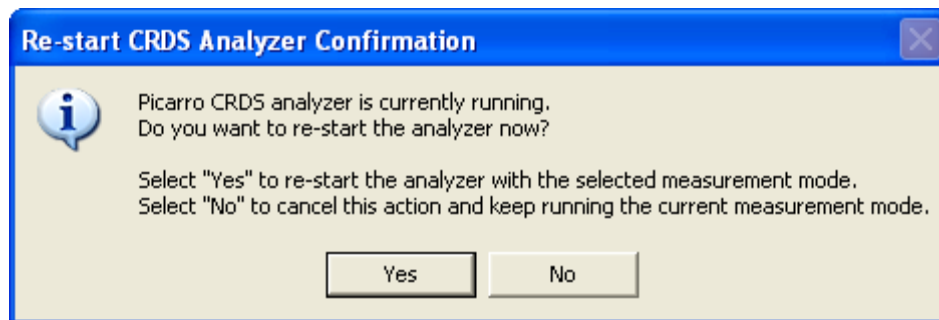 Re-start CRDS Analyzer Confirmation
Picarro CRDS analyzer is currently running.
Do you want to re-start the analyzer now?
Select "Yes" to re-start the analyzer with the selected measurement mode.
Select "No" to cancel this action and keep running the current measurement mode.
Yes
No